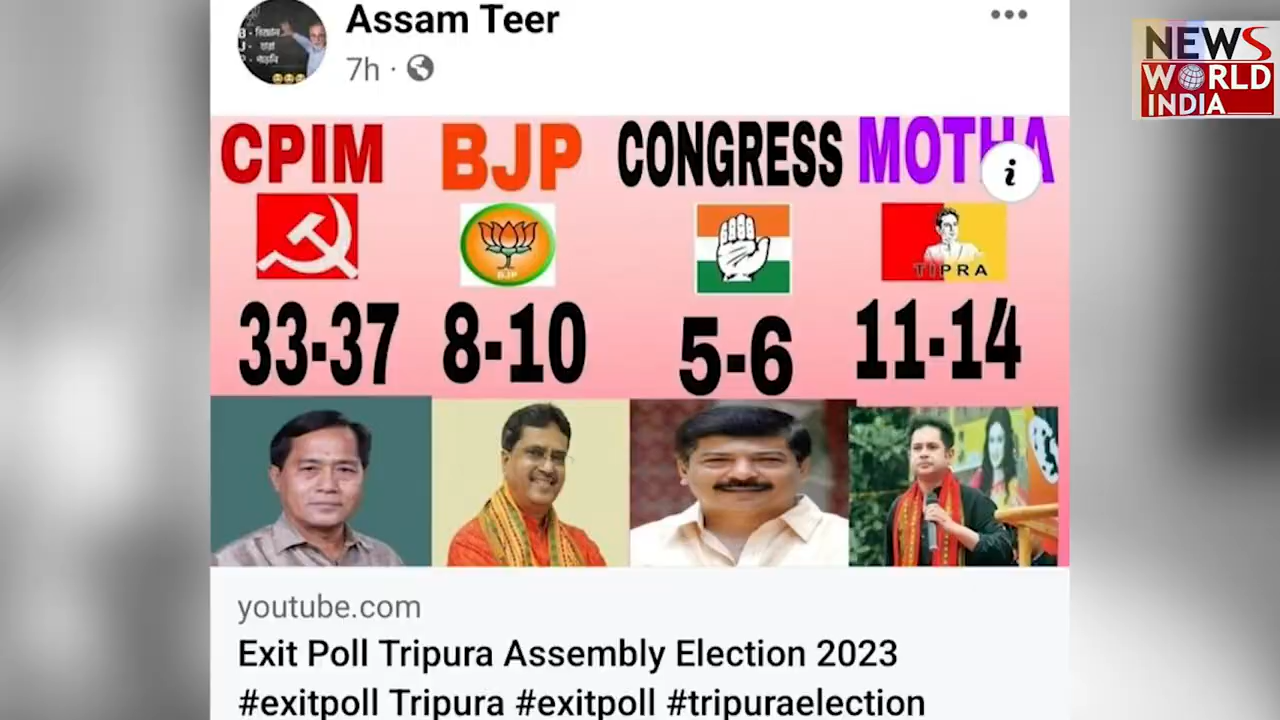 Assam Teer
7h ·
NEWS
WORLD
INDIA
CPIM BJP CONGRESS
BJP
TIPRA
33-37 8-10 5-6 11-14
youtube.com
Exit Poll Tripura Assembly Election 2023
#exitpoll Tripura #exitpoll #tripuraelection